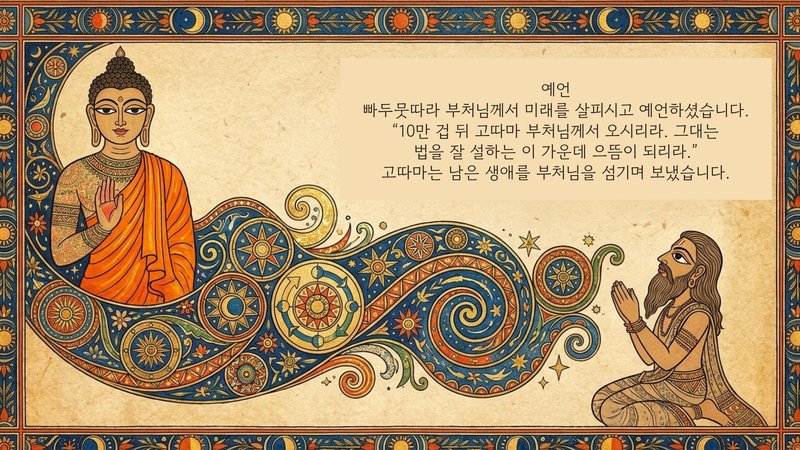 예언
빠두뭇따라 부처님께서 미래를 살피시고 예언하셨습니다.
“10만 겁 뒤 고따마 부처님께서 오시리라. 그대는
법을 잘 설하는 이 가운데 으뜸이 되리라.”
고따마는 남은 생애를 부처님을 섬기며 보냈습니다.